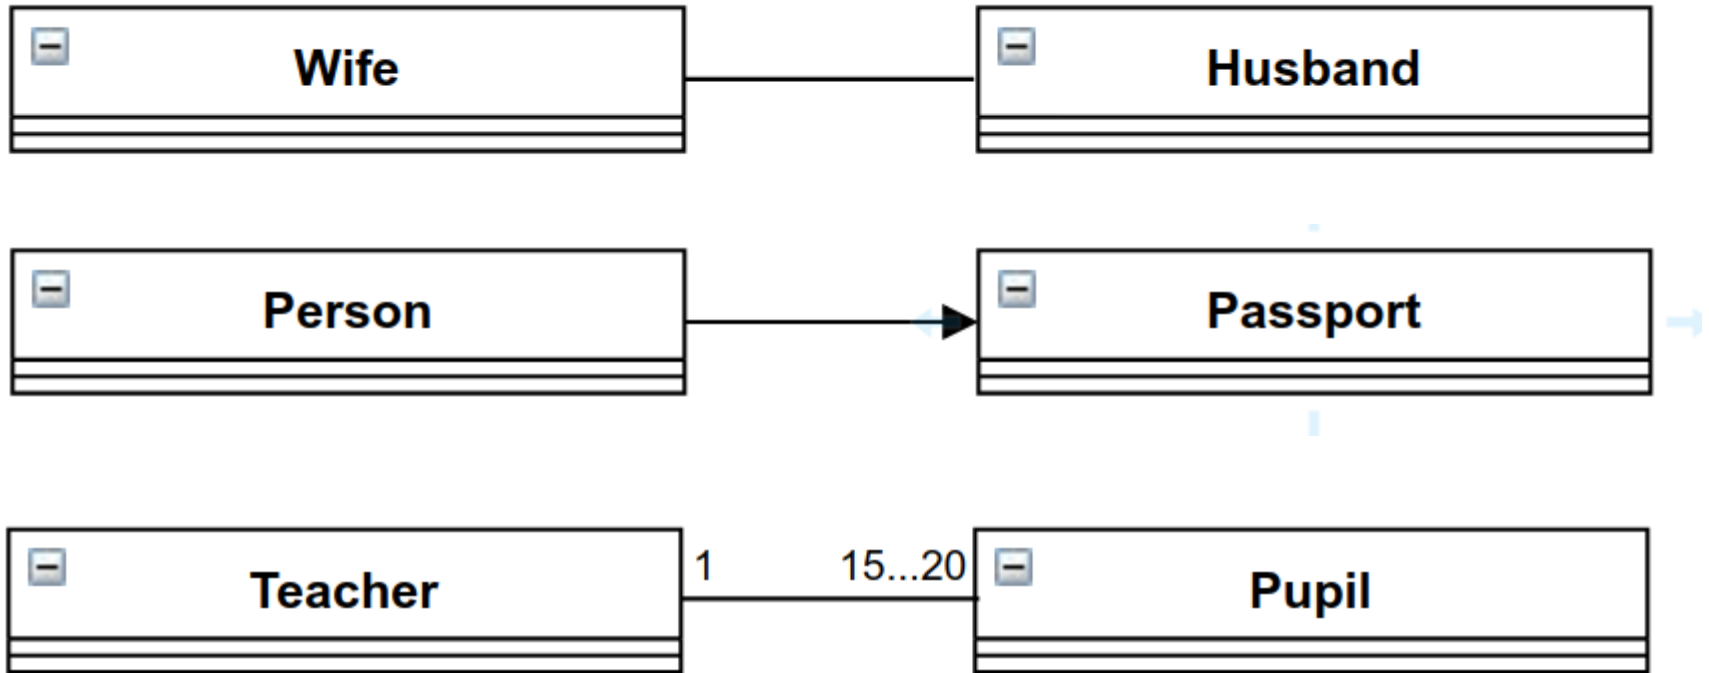 Wife
Husband
Person
Passport
Teacher
1
15...20
Pupil